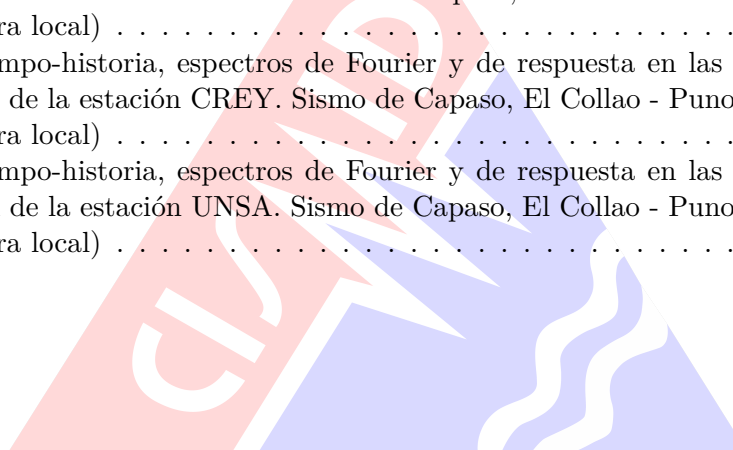 ra local) . . . . . . . . . . . . . . . . . . . . . . . . . . . .
mpo-historia, espectros de Fourier y de respuesta en las
de la estación CREY. Sismo de Capaso, El Collao - Puno
ra local) . . . . . . . . . . . . . . . . . . . . . . . . . . . .
mpo-historia, espectros de Fourier y de respuesta en las
de la estación UNSA. Sismo de Capaso, El Collao - Puno
ra local) . . . . . . . . . . . . . . . . . . . . . . . . . . . .
CISMID